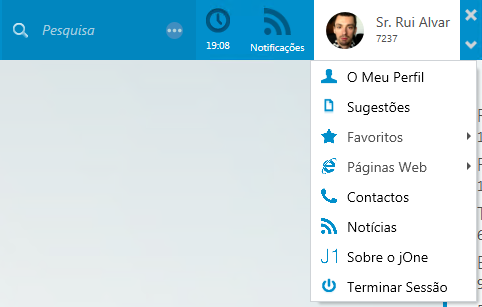 Pesquisa
19:08
Notificações
Sr. Rui Alvar
7237
O Meu Perfil
Sugestões
Favoritos
Páginas Web
Contactos
Notícias
J1 Sobre o jOne
Terminar Sessão